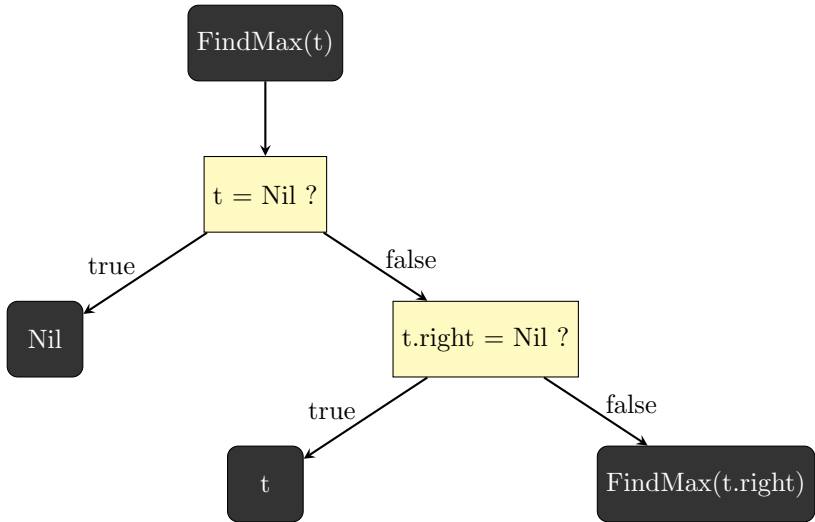 FindMax(t)
t = Nil ?
true
false
Nil
t.right = Nil ?
true
false
t
FindMax(t.right)